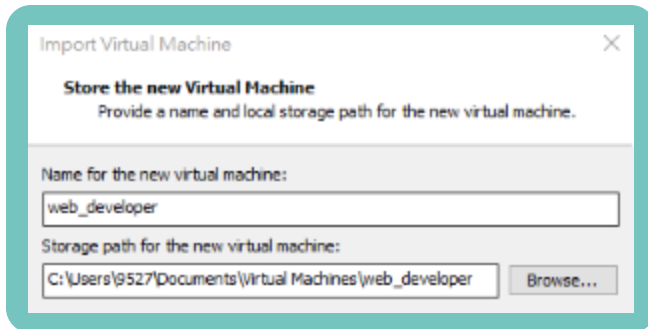 Import Virtual Machine
Store the new Virtual Machine
Provide a name and local storage path for the new virtual machine.
Name for the new virtual machine:
web_developer
Storage path for the new virtual machine:
C:\Users\9527\Documents\Virtual Machines\web_developer
Browse...